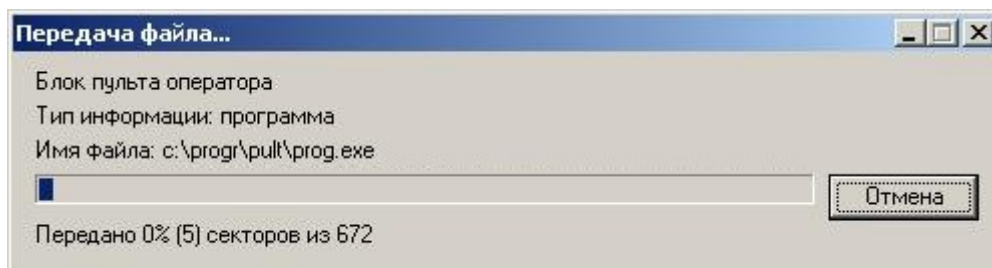 Передача файла...
Блок пульта оператора
Тип информации: программа
Имя файла: c:\progr\pult\prog.exe
Отмена
Передано 0% (5) секторов из 672